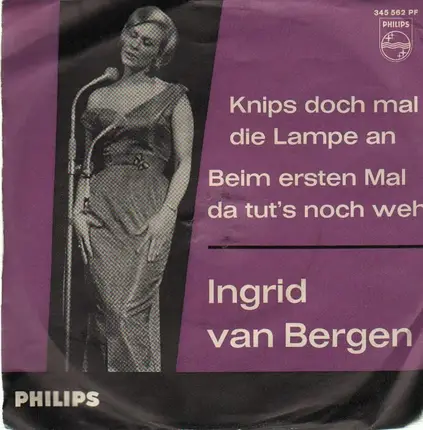 345 562 PF
PHILIPS
Knips doch mal
die Lampe an
Beim ersten Mal
da tut's noch weh
Ingrid
van Bergen
PHILIPS